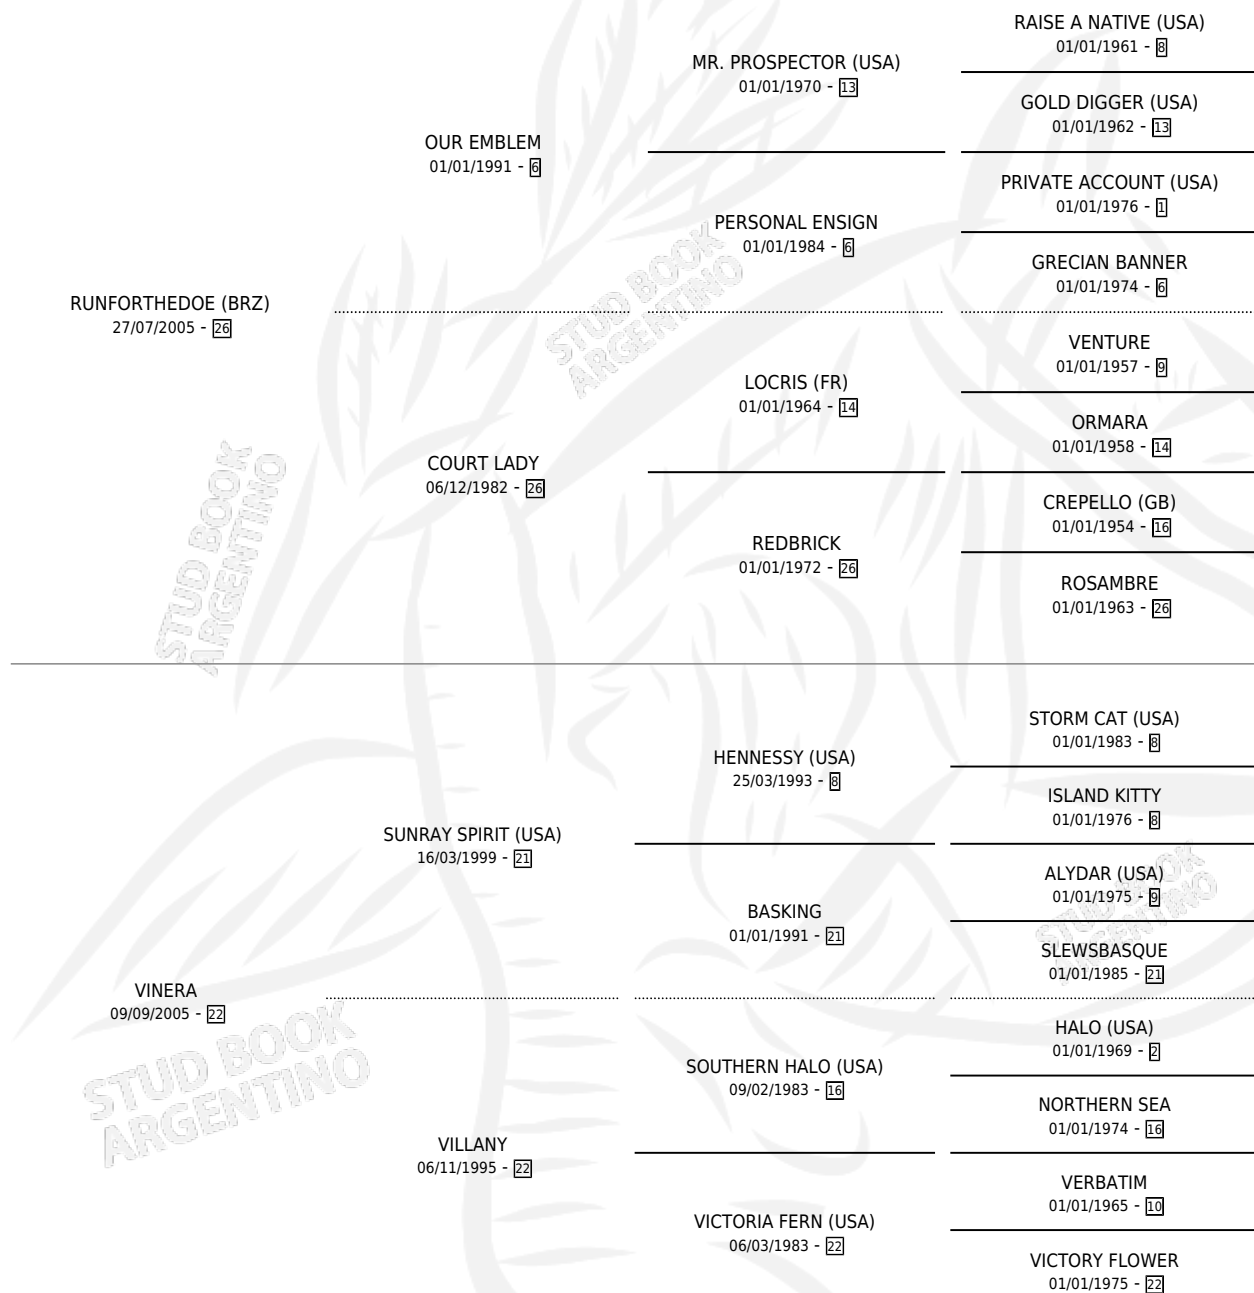 RAISE A NATIVE (USA)
01/01/1961 - 8
MR. PROSPECTOR (USA)
01/01/1970 - 13
GOLD DIGGER (USA)
01/01/1962 - 13
OUR EMBLEM
01/01/1991 - 6
PRIVATE ACCOUNT (USA)
01/01/1976 - 1
PERSONAL ENSIGN
01/01/1984 - 6
GRECIAN BANNER
01/01/1974 - 6
RUNFORTHEDOE (BRZ)
27/07/2005 - 26
STUD BOOK
ARGENTINO
VENTURE
01/01/1957 - 9
LOCRIS (FR)
01/01/1964 - 14
ORMARA
01/01/1958 - 14
COURT LADY
06/12/1982 - 26
CREPELLO (GB)
01/01/1954 - 16
REDBRICK
01/01/1972 - 26
ROSAMBRE
01/01/1963 - 26
STUD BOOK
ARGENTINO
STORM CAT (USA)
01/01/1983 - 8
HENNESSY (USA)
25/03/1993 - 8
ISLAND KITTY
01/01/1976 - 8
SUNRAY SPIRIT (USA)
16/03/1999 - 21
ALYDAR (USA)
01/01/1975 - 9
BASKING
01/01/1991 - 21
STUD BOOK
ARGENTINO
SLEWSBASQUE
01/01/1985 - 21
VINERA
09/09/2005 - 22
HALO (USA)
01/01/1969 - 2
SOUTHERN HALO (USA)
09/02/1983 - 16
NORTHERN SEA
01/01/1974 - 16
STUD BOOK
ARGENTINO
VILLANY
06/11/1995 - 22
VERBATIM
01/01/1965 - 10
VICTORIA FERN (USA)
06/03/1983 - 22
VICTORY FLOWER
01/01/1975 - 22